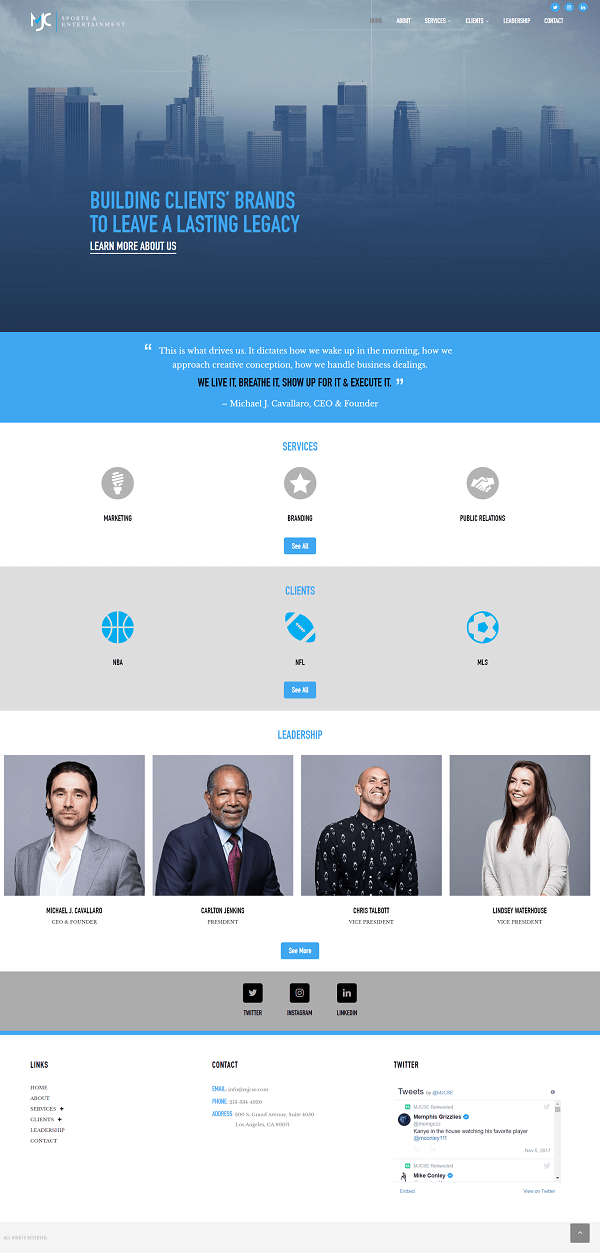 MJC SPORTS &
ENTERTAINMENT
HOME ABOUT SERVICES CLIENTS LEADERSHIP CONTACT
BUILDING CLIENTS' BRANDS
TO LEAVE A LASTING LEGACY
LEARN MORE ABOUT US
“ This is what drives us. It dictates how we wake up in the morning, how we
approach creative conception, how we handle business dealings.
WE LIVE IT. BREATHE IT, SHOW UP FOR IT & EXECUTE IT. ”
– Michael J. Cavallaro, CEO & Founder
SERVICES
MARKETING BRANDING PUBLIC RELATIONS
See All
CLIENTS
NBA NFL MLS
See All
LEADERSHIP
MICHAEL J. CAVALLARO CARLTON JENKINS CHRIS TALBOTT LINDSEY WATERHOUSE
CEO & FOUNDER PRESIDENT VICE PRESIDENT VICE PRESIDENT
See More
TWITTER INSTAGRAM LINKEDIN
LINKS
HOME
ABOUT
SERVICES +
CLIENTS +
LEADERSHIP
CONTACT
CONTACT
EMAIL: info@mjcse.com
PHONE: 213-334-4920
ADDRESS: 200 S. Grand Avenue, Suite 4050
Los Angeles, CA 90071
TWITTER
Tweets by @MJCSE
MJCSE Retweeted
Memphis Grizzlies
@memgrizz
Kanye in the house watching his favorite player
@mconley11!
Nov 5, 2017
MJCSE Retweeted
Mike Conley
Embed View on Twitter
ALL RIGHTS RESERVED.